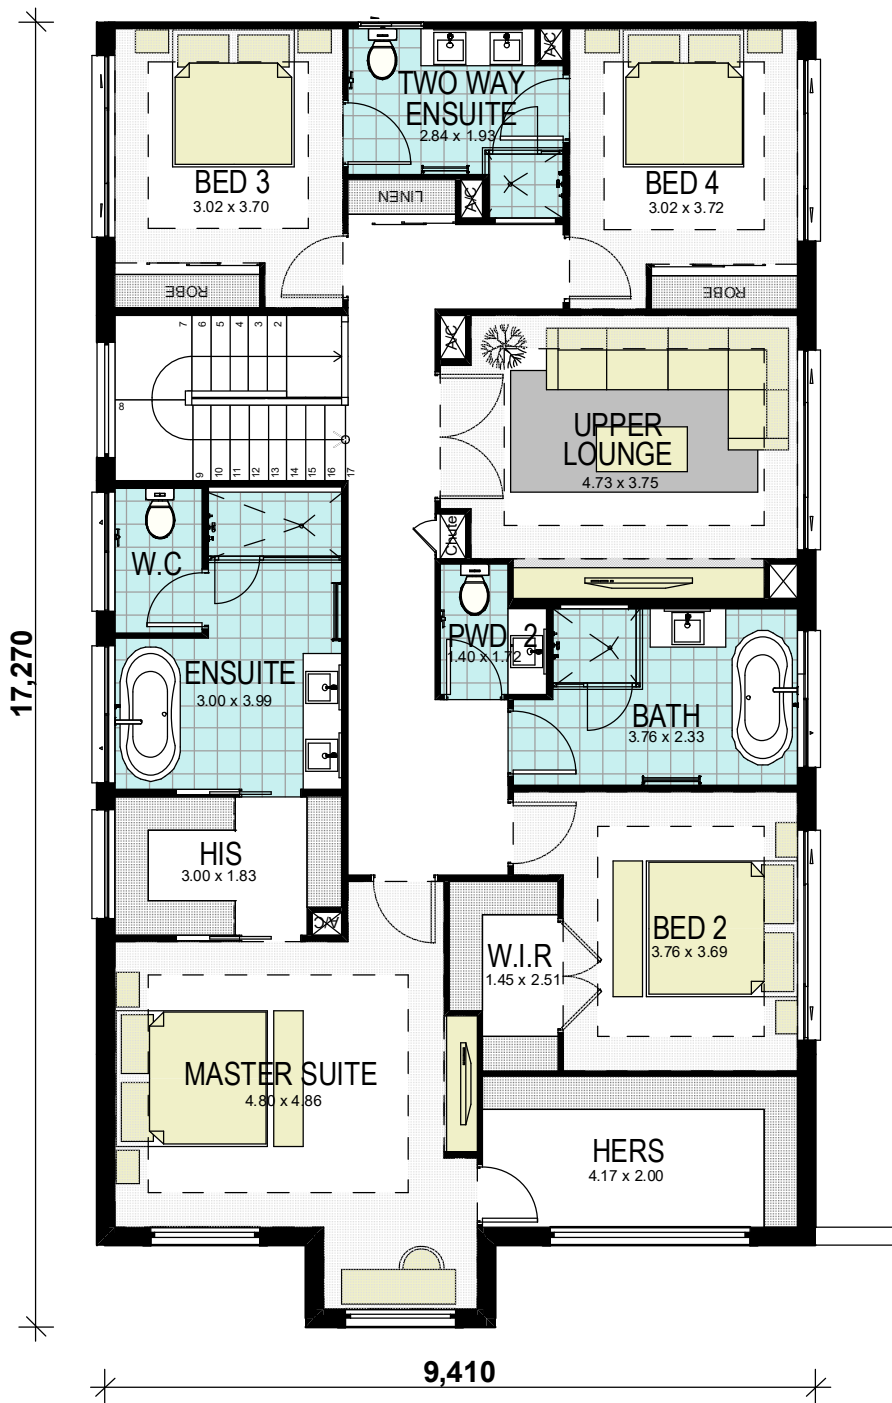 A/C
TWO WAY
ENSUITE
2.84 x 1.93
BED 3
3.02 x 3.70
BED 4
3.02 x 3.72
LINEN
A/C
ROBE
ROBE
7
6
5
4
3
2
8
9
10
11
12
13
14
15
16
17
A/C
UPPER
LOUNGE
4.73 x 3.75
Chute
W.C
PWD. 2
1.40 x 1.72
ENSUITE
3.00 x 3.99
BATH
3.76 x 2.33
17,270
HIS
3.00 x 1.83
A/C
BED 2
3.76 x 3.69
W.I.R
1.45 x 2.51
MASTER SUITE
4.80 x 4.86
HERS
4.17 x 2.00
9,410